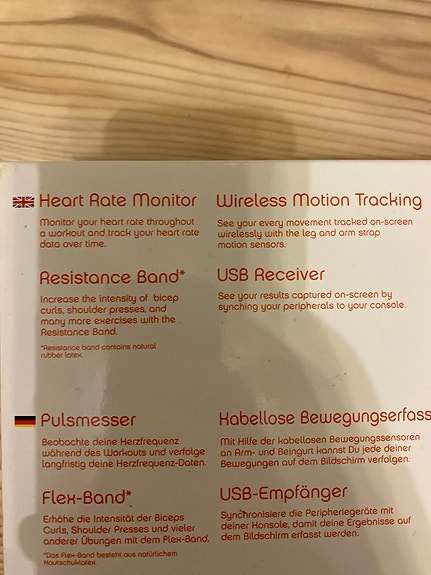 Heart Rate Monitor
Monitor your heart rate throughout
a workout and track your heart rate
data over time.
Wireless Motion Tracking
See your every movement tracked on-screen
wirelessly with the leg and arm strap
motion sensors.
Resistance Band*
Increase the intensity of bicep
curls, shoulder presses, and
many more exercises with the
Resistance Band.
*Resistance band contains natural
rubber latex.
USB Receiver
See your results captured on-screen by
synching your peripherals to your console.
Pulsmesser
Beobachte deine Herzfrequenz
während des Workouts und verfolge
langfristig deine Herzfrequenz-Daten.
Kabellose Bewegungserfass
Mit Hilfe der kabellosen Bewegungssensoren
an Arm- und Beingurt kannst Du jede deiner
Bewegungen auf dem Bildschirm verfolgen.
Flex-Band*
Erhöhe die Intensität der Biceps
Curls, Shoulder Presses und vieler
anderer Übungen mit dem Flex-Band.
*Das Flex-Band besteht aus natürlichem
Hautschuklatex.
USB-Empfänger
Synchronisiere die Peripheriegeräte mit
deiner Konsole, damit deine Ergebnisse auf
dem Bildschirm erfasst werden.